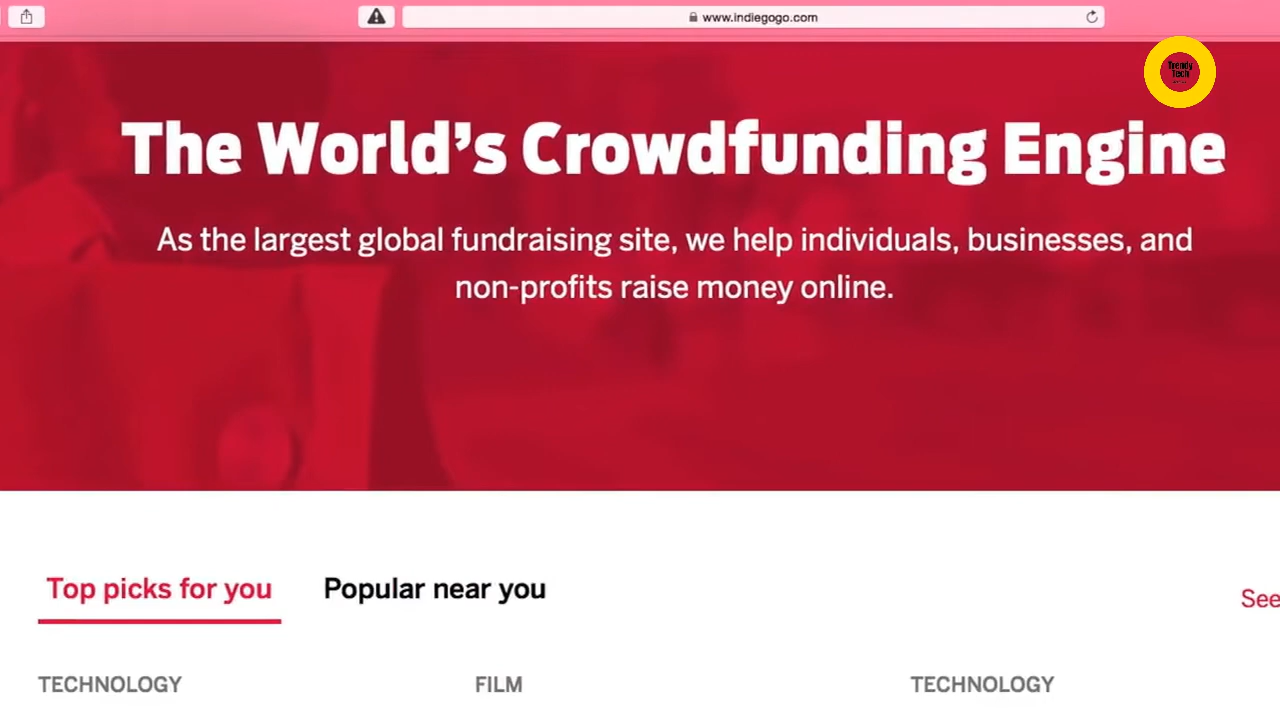 www.indiegogo.com
Trendy
Tech
The World's Crowdfunding Engine
As the largest global fundraising site, we help individuals, businesses, and
non-profits raise money online.
Top picks for you
Popular near you
See
TECHNOLOGY
FILM
TECHNOLOGY